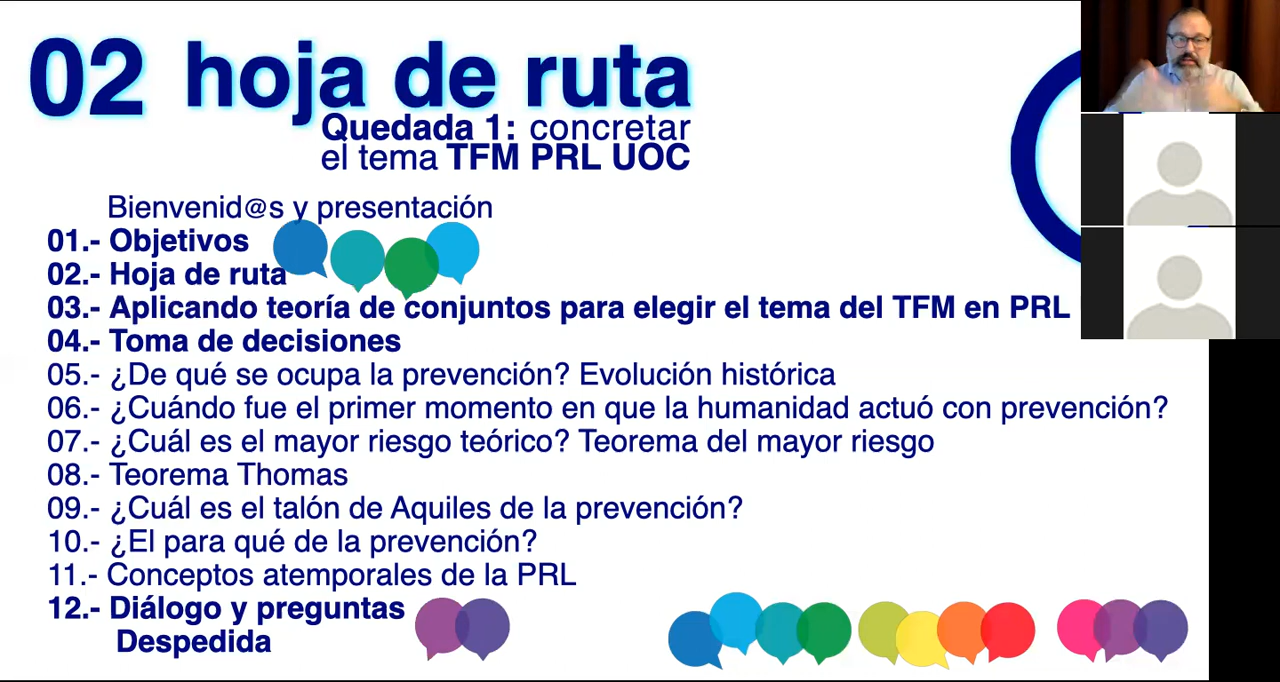 02 hoja de ruta
Quedada 1: concretar
el tema TFM PRL UOC
Bienvenid@s y presentación
01.- Objetivos
02.- Hoja de ruta
03.- Aplicando teoría de conjuntos para elegir el tema del TFM en PRL
04.- Toma de decisiones
05.- ¿De qué se ocupa la prevención? Evolución histórica
06.- ¿Cuándo fue el primer momento en que la humanidad actuó con prevención?
07.- ¿Cuál es el mayor riesgo teórico? Teorema del mayor riesgo
08.- Teorema Thomas
09.- ¿Cuál es el talón de Aquiles de la prevención?
10.- ¿El para qué de la prevención?
11.- Conceptos atemporales de la PRL
12.- Diálogo y preguntas
Despedida